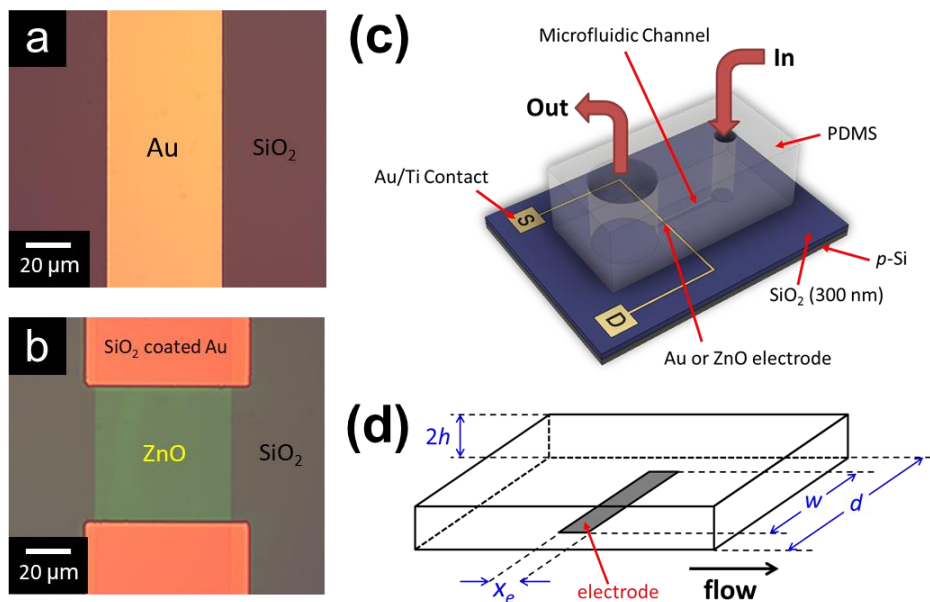 a
Au
SiO₂
20 µm
b
SiO₂ coated Au
ZnO
SiO₂
20 µm
(c)
Microfluidic Channel
In
Out
PDMS
Au/Ti Contact
S
D
p-Si
SiO₂ (300 nm)
Au or ZnO electrode
(d)
2h
w
d
xₑ
electrode
flow